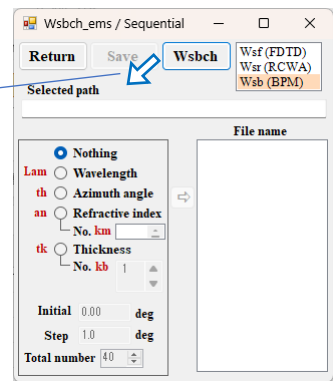 Wsbch_ems / Sequential
Return Save Wsbch
Wsf (FDTD)
Wsr (RCWA)
Wsb (BPM)
Selected path
File name
Nothing
Lam Wavelength
th Azimuth angle
an Refractive index
No. km
tk Thickness
No. kb 1
Initial 0.00 deg
Step 1.0 deg
Total number 40